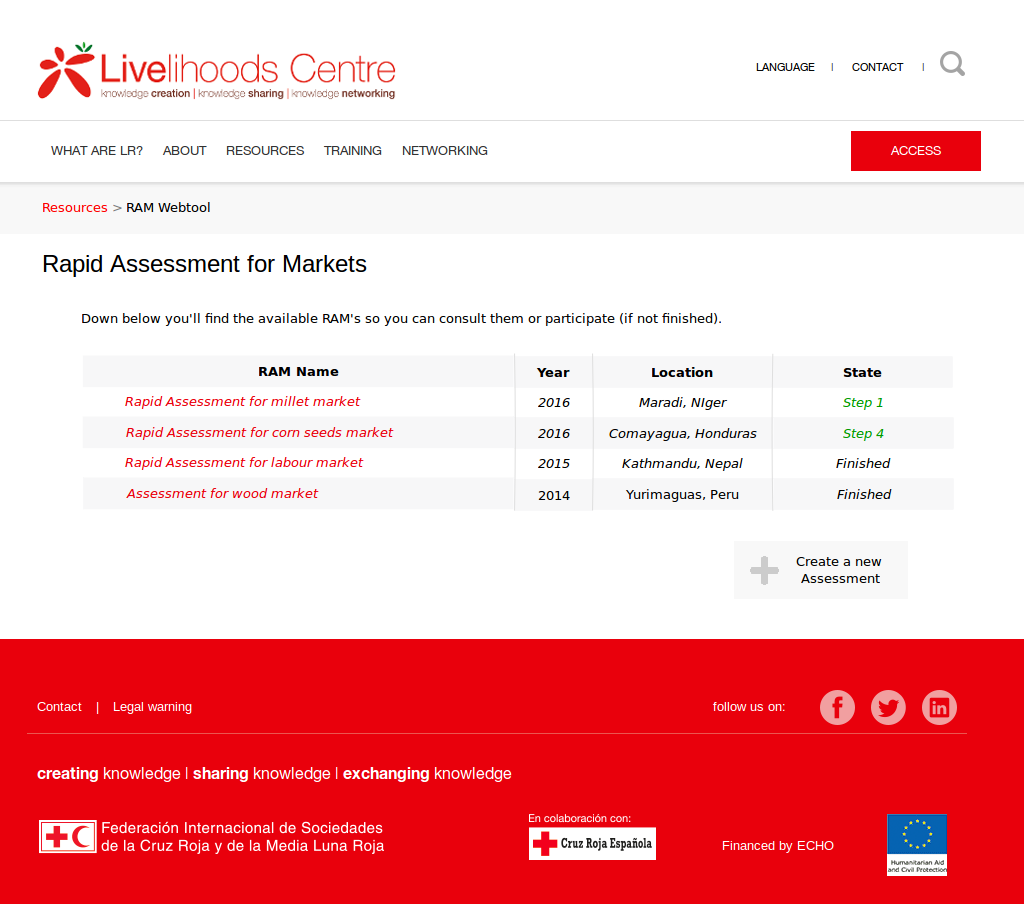 Livelihoods Centre
knowledge creation | knowledge sharing | knowledge networking
LANGUAGE | CONTACT |
WHAT ARE LR? ABOUT RESOURCES TRAINING NETWORKING ACCESS
Resources > RAM Webtool
Rapid Assessment for Markets
Down below you'll find the available RAM's so you can consult them or participate (if not finished).
RAM Name Year Location State
Rapid Assessment for millet market 2016 Maradi, NIger Step 1
Rapid Assessment for corn seeds market 2016 Comayagua, Honduras Step 4
Rapid Assessment for labour market 2015 Kathmandu, Nepal Finished
Assessment for wood market 2014 Yurimaguas, Peru Finished
Create a new
Assessment
Contact | Legal warning follow us on:
creating knowledge | sharing knowledge | exchanging knowledge
Federación Internacional de Sociedades
de la Cruz Roja y de la Media Luna Roja
En colaboración con:
Cruz Roja Española
Financed by ECHO
Humanitarian Aid
and Civil Protection